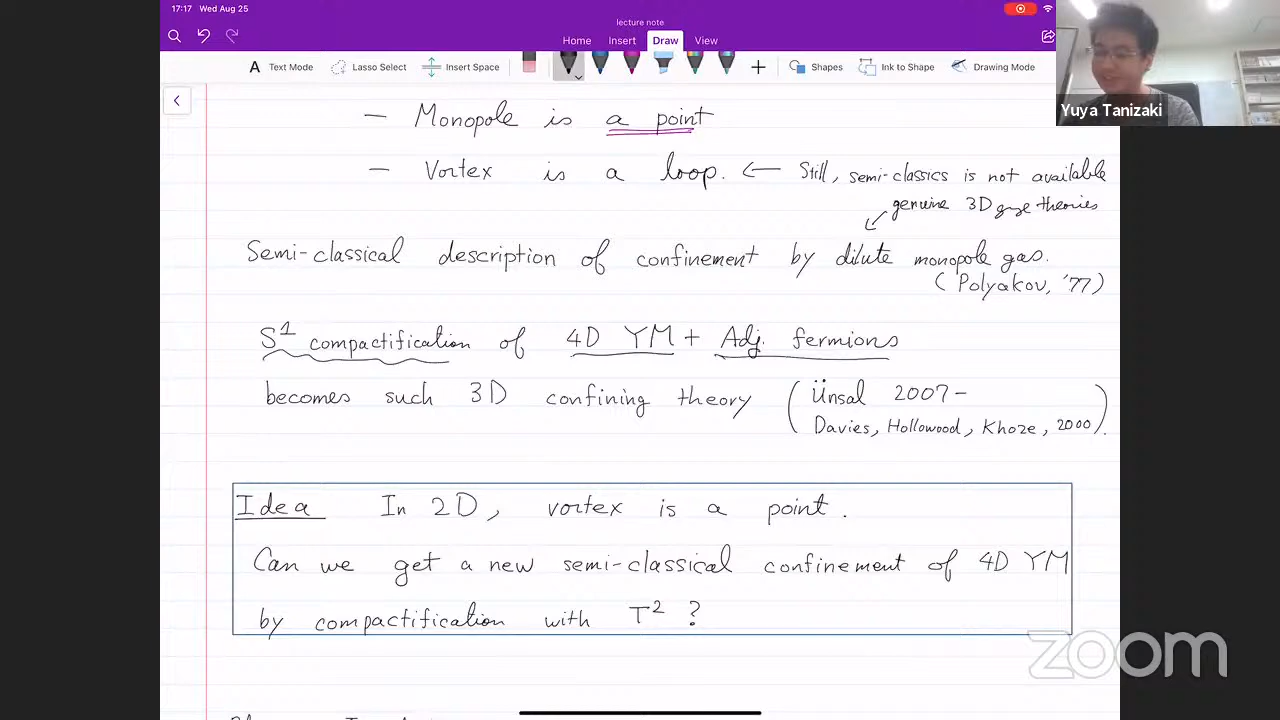 17:17 Wed Aug 25
lecture note
Home Insert Draw View
Text Mode Lasso Select Insert Space Shapes Ink to Shape Drawing Mode
Yuya Tanizaki
– Monopole is a point
– Vortex is a loop. ← Still, semi-classics is not available
genuine 3D gauge theories
Semi-classical description of confinement by dilute monopole gas.
(Polyakov, '77)
S¹ compactification of 4D YM + Adj. fermions
becomes such 3D confining theory (Ünsal 2007-
Davies, Hollowood, Khoze, 2000).
Idea In 2D, vortex is a point.
Can we get a new semi-classical confinement of 4D YM
by compactification with T² ?
zoom